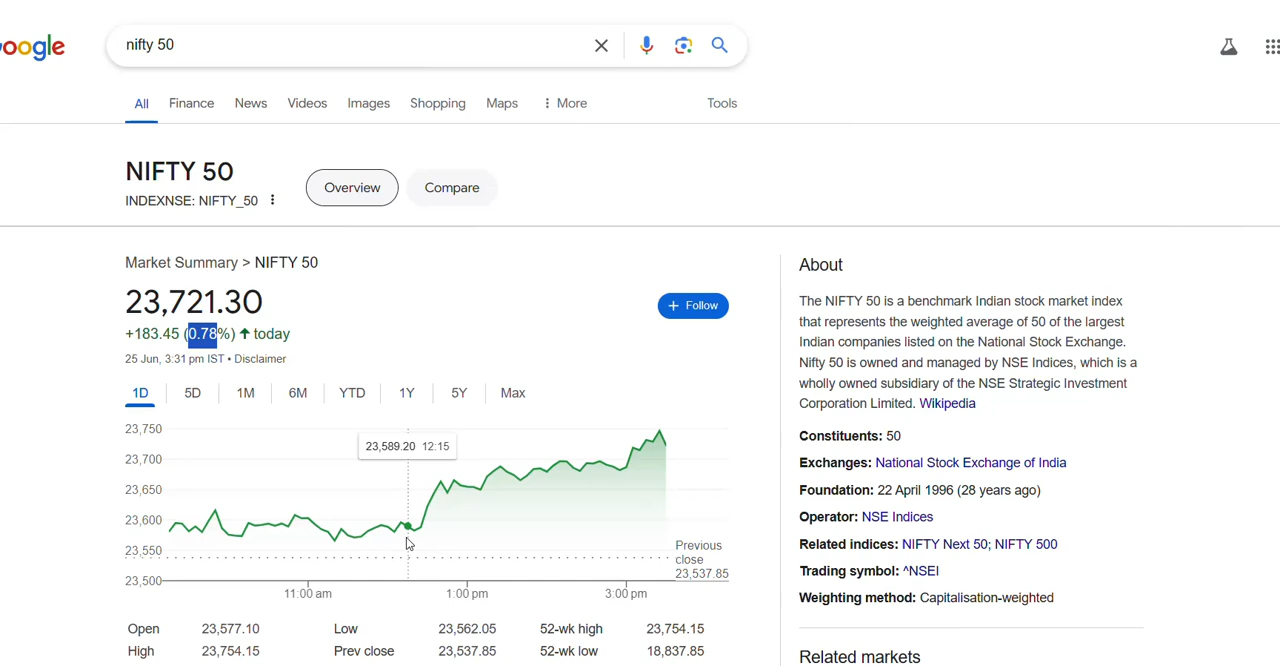 oogle
nifty 50
All Finance News Videos Images Shopping Maps More Tools
NIFTY 50
INDEXNSE: NIFTY_50
Overview Compare
Market Summary > NIFTY 50
23,721.30
+183.45 (0.78%) ↑ today
25 Jun, 3:31 pm IST • Disclaimer
+ Follow
1D 5D 1M 6M YTD 1Y 5Y Max
23,750
23,700
23,650
23,600
23,550
23,500
23,589.20 12:15
Previous
close
23,537.85
11:00 am 1:00 pm 3:00 pm
Open 23,577.10 Low 23,562.05 52-wk high 23,754.15
High 23,754.15 Prev close 23,537.85 52-wk low 18,837.85
About
The NIFTY 50 is a benchmark Indian stock market index
that represents the weighted average of 50 of the largest
Indian companies listed on the National Stock Exchange.
Nifty 50 is owned and managed by NSE Indices, which is a
wholly owned subsidiary of the NSE Strategic Investment
Corporation Limited. Wikipedia
Constituents: 50
Exchanges: National Stock Exchange of India
Foundation: 22 April 1996 (28 years ago)
Operator: NSE Indices
Related indices: NIFTY Next 50; NIFTY 500
Trading symbol: ^NSEI
Weighting method: Capitalisation-weighted
Related markets